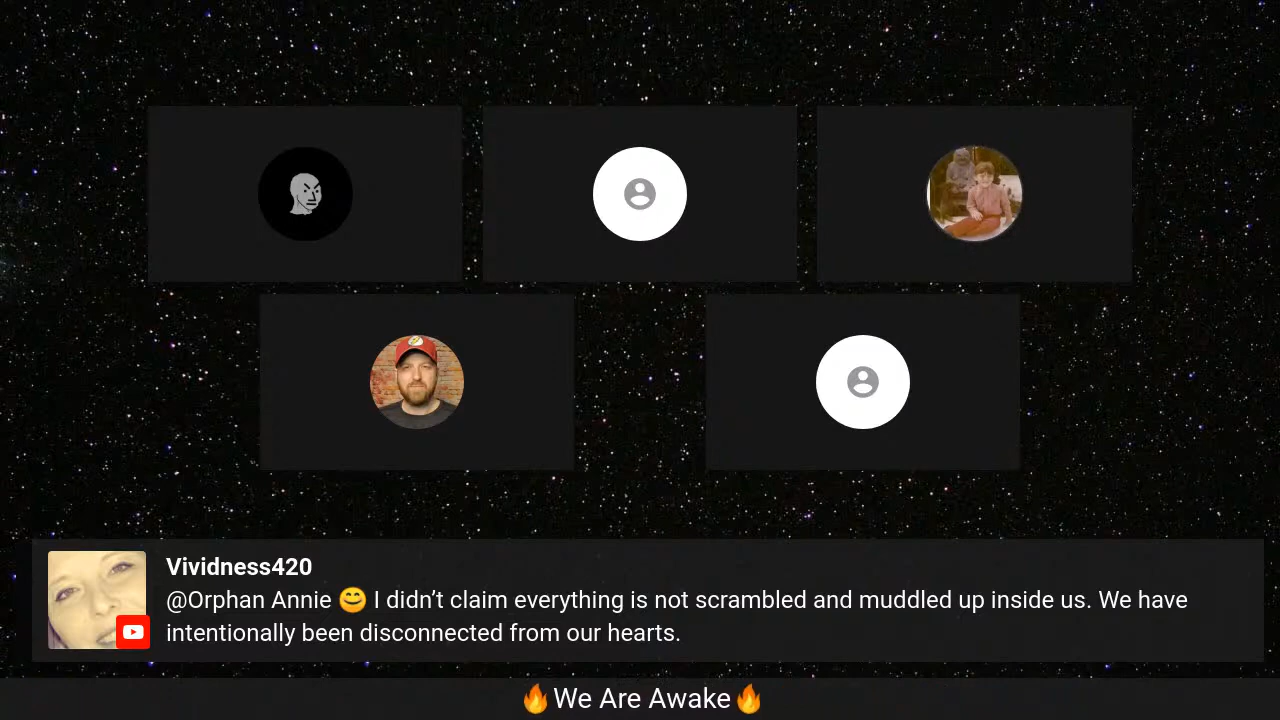 Vividness420
@Orphan Annie 😊 I didn’t claim everything is not scrambled and muddled up inside us. We have
intentionally been disconnected from our hearts.
🔥We Are Awake🔥